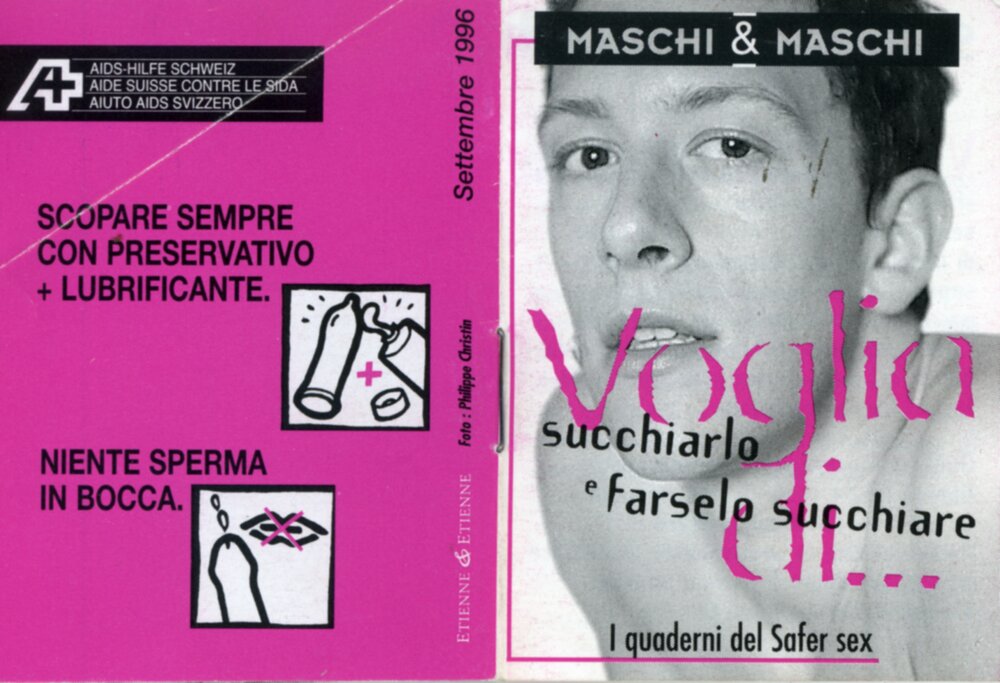 AIDS-HILFE SCHWEIZ
AIDE SUISSE CONTRE LE SIDA
AIUTO AIDS SVIZZERO
SCOPARE SEMPRE
CON PRESERVATIVO
+ LUBRIFICANTE.
NIENTE SPERMA
IN BOCCA.
Settembre 1996
Foto : Philippe Christin
ETIENNE & ETIENNE
MASCHI & MASCHI
Voglia
di...
succhiarlo
e farselo succhiare
I quaderni del Safer sex